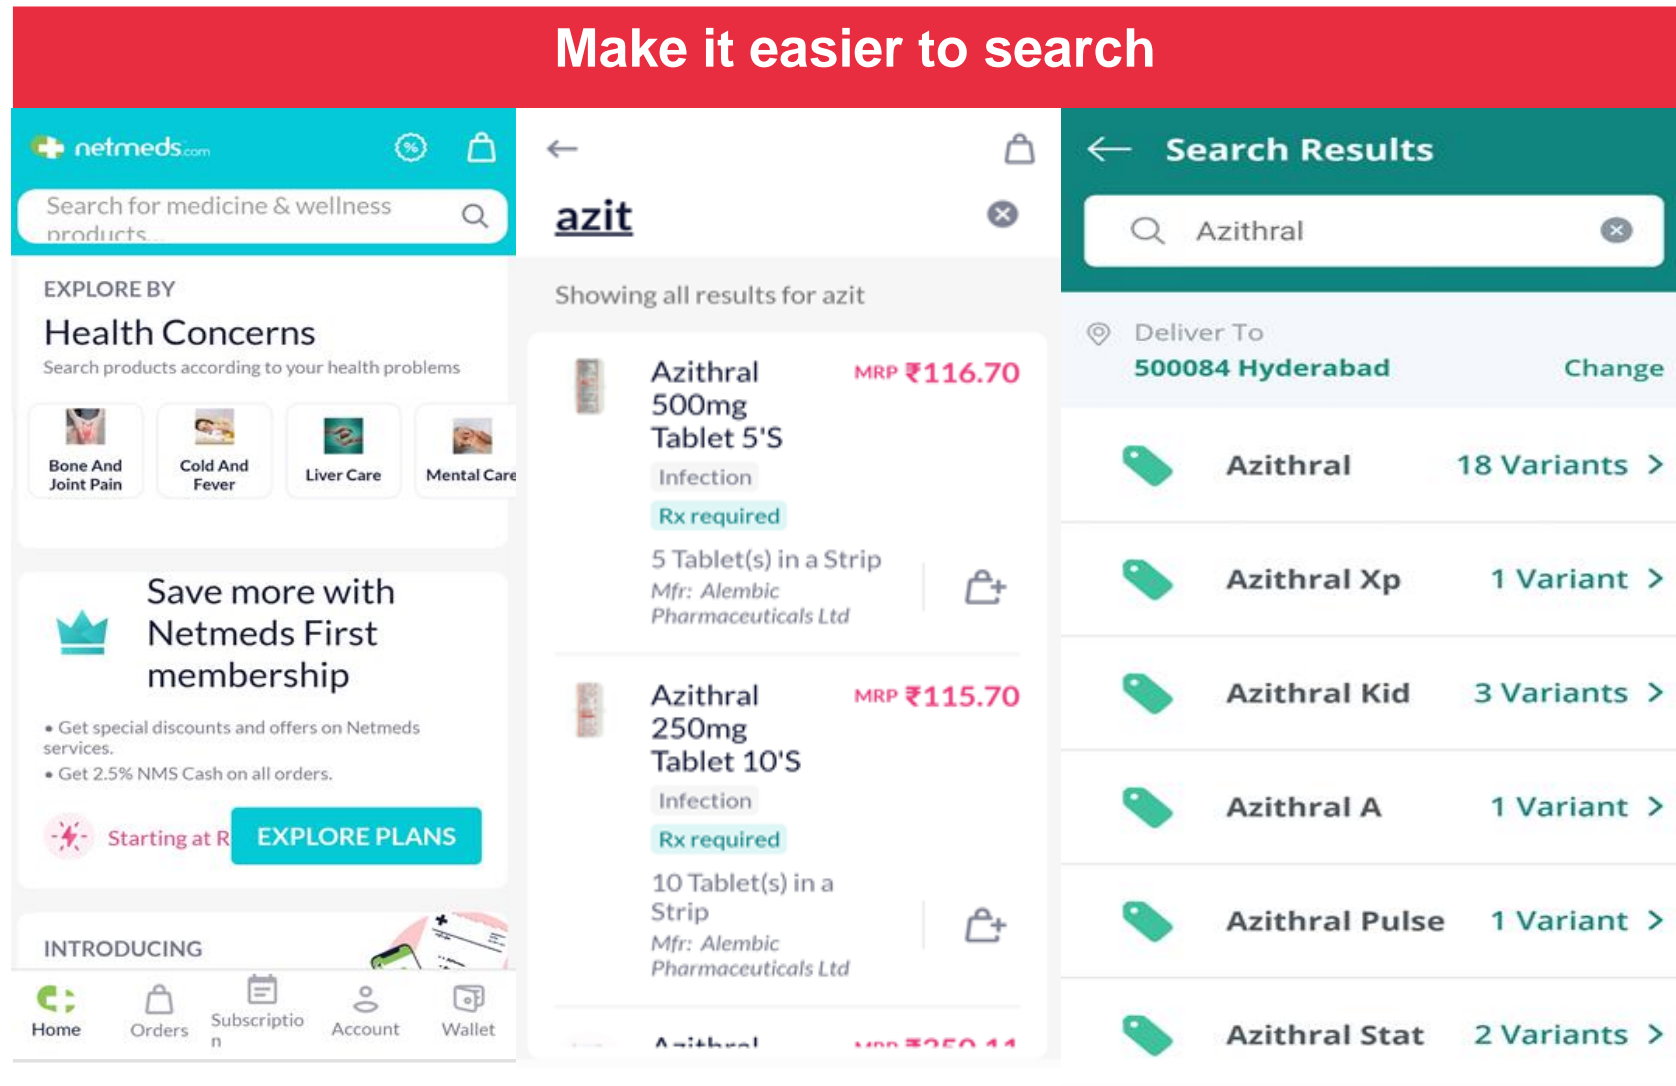 Make it easier to search
netmeds.com
Search for medicine & wellness
products...
EXPLORE BY
Health Concerns
Search products according to your health problems
Bone And
Joint Pain
Cold And
Fever
Liver Care
Mental Care
Save more with
Netmeds First
membership
• Get special discounts and offers on Netmeds
services.
• Get 2.5% NMS Cash on all orders.
Starting at R
EXPLORE PLANS
INTRODUCING
Home
Orders
Subscriptio
n
Account
Wallet
azit
Showing all results for azit
Azithral
500mg
Tablet 5'S
MRP ₹116.70
Infection
Rx required
5 Tablet(s) in a Strip
Mfr: Alembic
Pharmaceuticals Ltd
Azithral
250mg
Tablet 10'S
MRP ₹115.70
Infection
Rx required
10 Tablet(s) in a
Strip
Mfr: Alembic
Pharmaceuticals Ltd
Azithral
MRP ₹250.11
Search Results
Azithral
Deliver To
500084 Hyderabad
Change
Azithral 18 Variants >
Azithral Xp 1 Variant >
Azithral Kid 3 Variants >
Azithral A 1 Variant >
Azithral Pulse 1 Variant >
Azithral Stat 2 Variants >